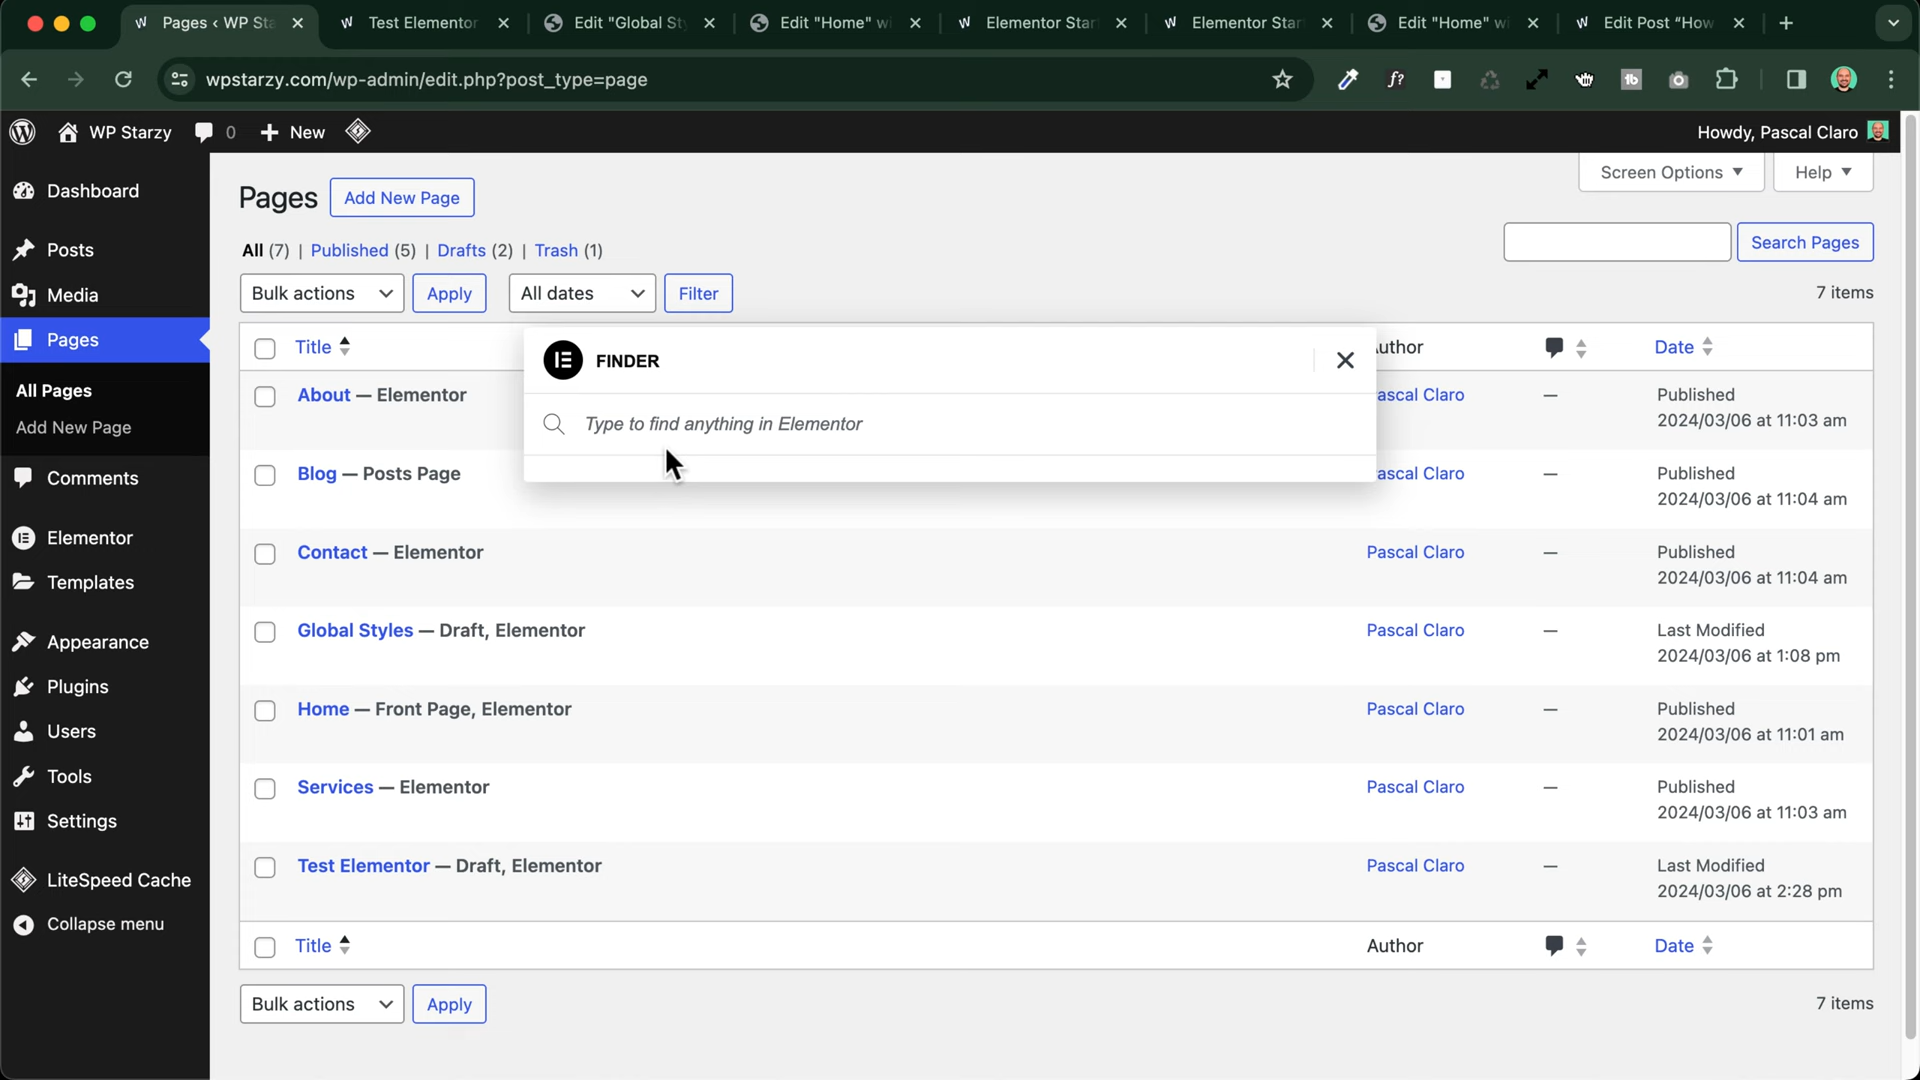 Pages ‹ WP Sta
Test Elementor
Edit "Global Sty
Edit "Home" wi
Elementor Star
Elementor Star
Edit "Home" wi
Edit Post “How
wpstarzy.com/wp-admin/edit.php?post_type=page
f?
tb
WP Starzy
0
New
Howdy, Pascal Claro
Dashboard
Posts
Media
Pages
All Pages
Add New Page
Comments
Elementor
Templates
Appearance
Plugins
Users
Tools
Settings
LiteSpeed Cache
Collapse menu
Screen Options
Help
Pages
Add New Page
All (7) | Published (5) | Drafts (2) | Trash (1)
Search Pages
Bulk actions
Apply
All dates
Filter
7 items
FINDER
Type to find anything in Elementor
Title
uthor
Date
About — Elementor
ascal Claro
—
Published
2024/03/06 at 11:03 am
Blog — Posts Page
ascal Claro
—
Published
2024/03/06 at 11:04 am
Contact — Elementor
Pascal Claro
—
Published
2024/03/06 at 11:04 am
Global Styles — Draft, Elementor
Pascal Claro
—
Last Modified
2024/03/06 at 1:08 pm
Home — Front Page, Elementor
Pascal Claro
—
Published
2024/03/06 at 11:01 am
Services — Elementor
Pascal Claro
—
Published
2024/03/06 at 11:03 am
Test Elementor — Draft, Elementor
Pascal Claro
—
Last Modified
2024/03/06 at 2:28 pm
Title
Author
Date
Bulk actions
Apply
7 items